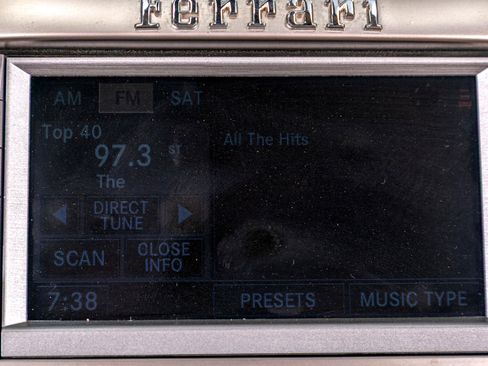 Ferrari
AM FM SAT
Top 40
97.3 ST
The
All The Hits
DIRECT
TUNE
SCAN
CLOSE
INFO
7:38
PRESETS
MUSIC TYPE